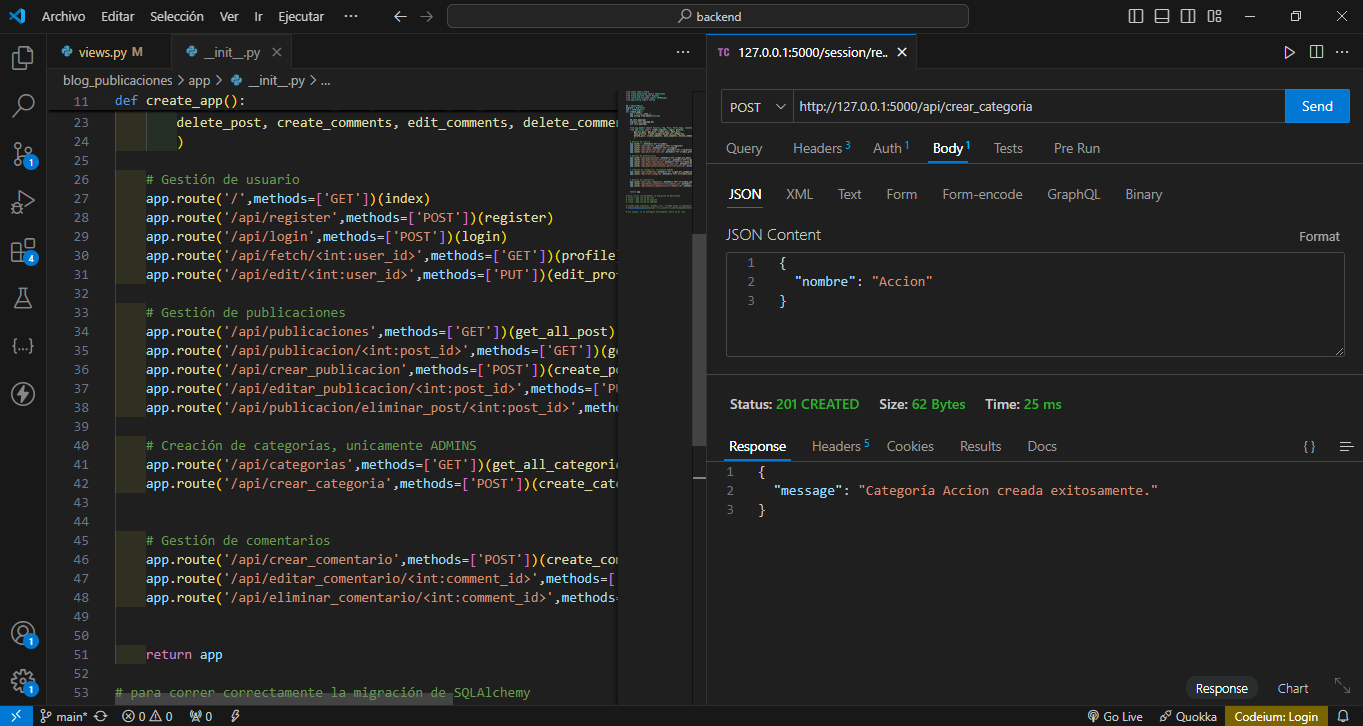 Archivo Editar Selección Ver Ir Ejecutar ··· backend
views.py M __init__.py ···
blog_publicaciones > app > __init__.py > ...
11 def create_app():
23 delete_post, create_comments, edit_comments, delete_comme
24 )
25
26 # Gestión de usuario
27 app.route('/',methods=['GET'])(index)
28 app.route('/api/register',methods=['POST'])(register)
29 app.route('/api/login',methods=['POST'])(login)
30 app.route('/api/fetch/<int:user_id>',methods=['GET'])(profile)
31 app.route('/api/edit/<int:user_id>',methods=['PUT'])(edit_pro
32
33 # Gestión de publicaciones
34 app.route('/api/publicaciones',methods=['GET'])(get_all_post)
35 app.route('/api/publicacion/<int:post_id>',methods=['GET'])(ge
36 app.route('/api/crear_publicacion',methods=['POST'])(create_po
37 app.route('/api/editar_publicacion/<int:post_id>',methods=['PU
38 app.route('/api/publicacion/eliminar_post/<int:post_id>',metho
39
40 # Creación de categorías, unicamente ADMINS
41 app.route('/api/categorias',methods=['GET'])(get_all_categori
42 app.route('/api/crear_categoria',methods=['POST'])(create_cate
43
44
45 # Gestión de comentarios
46 app.route('/api/crear_comentario',methods=['POST'])(create_com
47 app.route('/api/editar_comentario/<int:comment_id>',methods=[
48 app.route('/api/eliminar_comentario/<int:comment_id>',methods=
49
50
51 return app
52
53 # para correr correctamente la migración de SQLAlchemy
TC 127.0.0.1:5000/session/re..
POST http://127.0.0.1:5000/api/crear_categoria Send
Query Headers 3 Auth 1 Body 1 Tests Pre Run
JSON XML Text Form Form-encode GraphQL Binary
JSON Content Format
1 {
2 "nombre": "Accion"
3 }
Status: 201 CREATED Size: 62 Bytes Time: 25 ms
Response Headers 5 Cookies Results Docs {}
1 {
2 "message": "Categoría Accion creada exitosamente."
3 }
Response Chart
1
4
{...}
1
1
main* 0 0 0 Go Live Quokka Codeium: Login